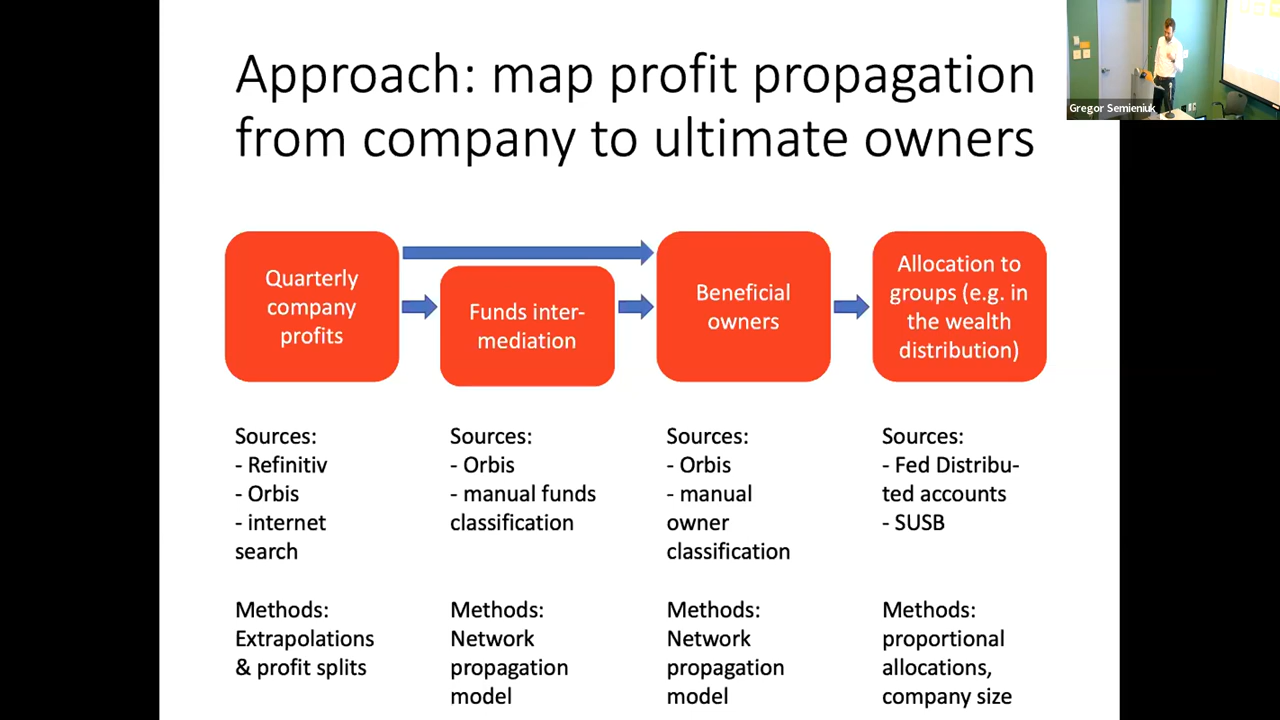 Approach: map profit propagation
from company to ultimate owners
Gregor Semieniuk
Quarterly
company
profits
Funds inter-
mediation
Beneficial
owners
Allocation to
groups (e.g. in
the wealth
distribution)
Sources:
- Refinitiv
- Orbis
- internet
search
Sources:
- Orbis
- manual funds
classification
Sources:
- Orbis
- manual
owner
classification
Sources:
- Fed Distribu-
ted accounts
- SUSB
Methods:
Extrapolations
& profit splits
Methods:
Network
propagation
model
Methods:
Network
propagation
model
Methods:
proportional
allocations,
company size